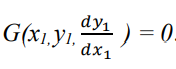 G(x₁,y₁, dy₁/dx₁ ) = 0.